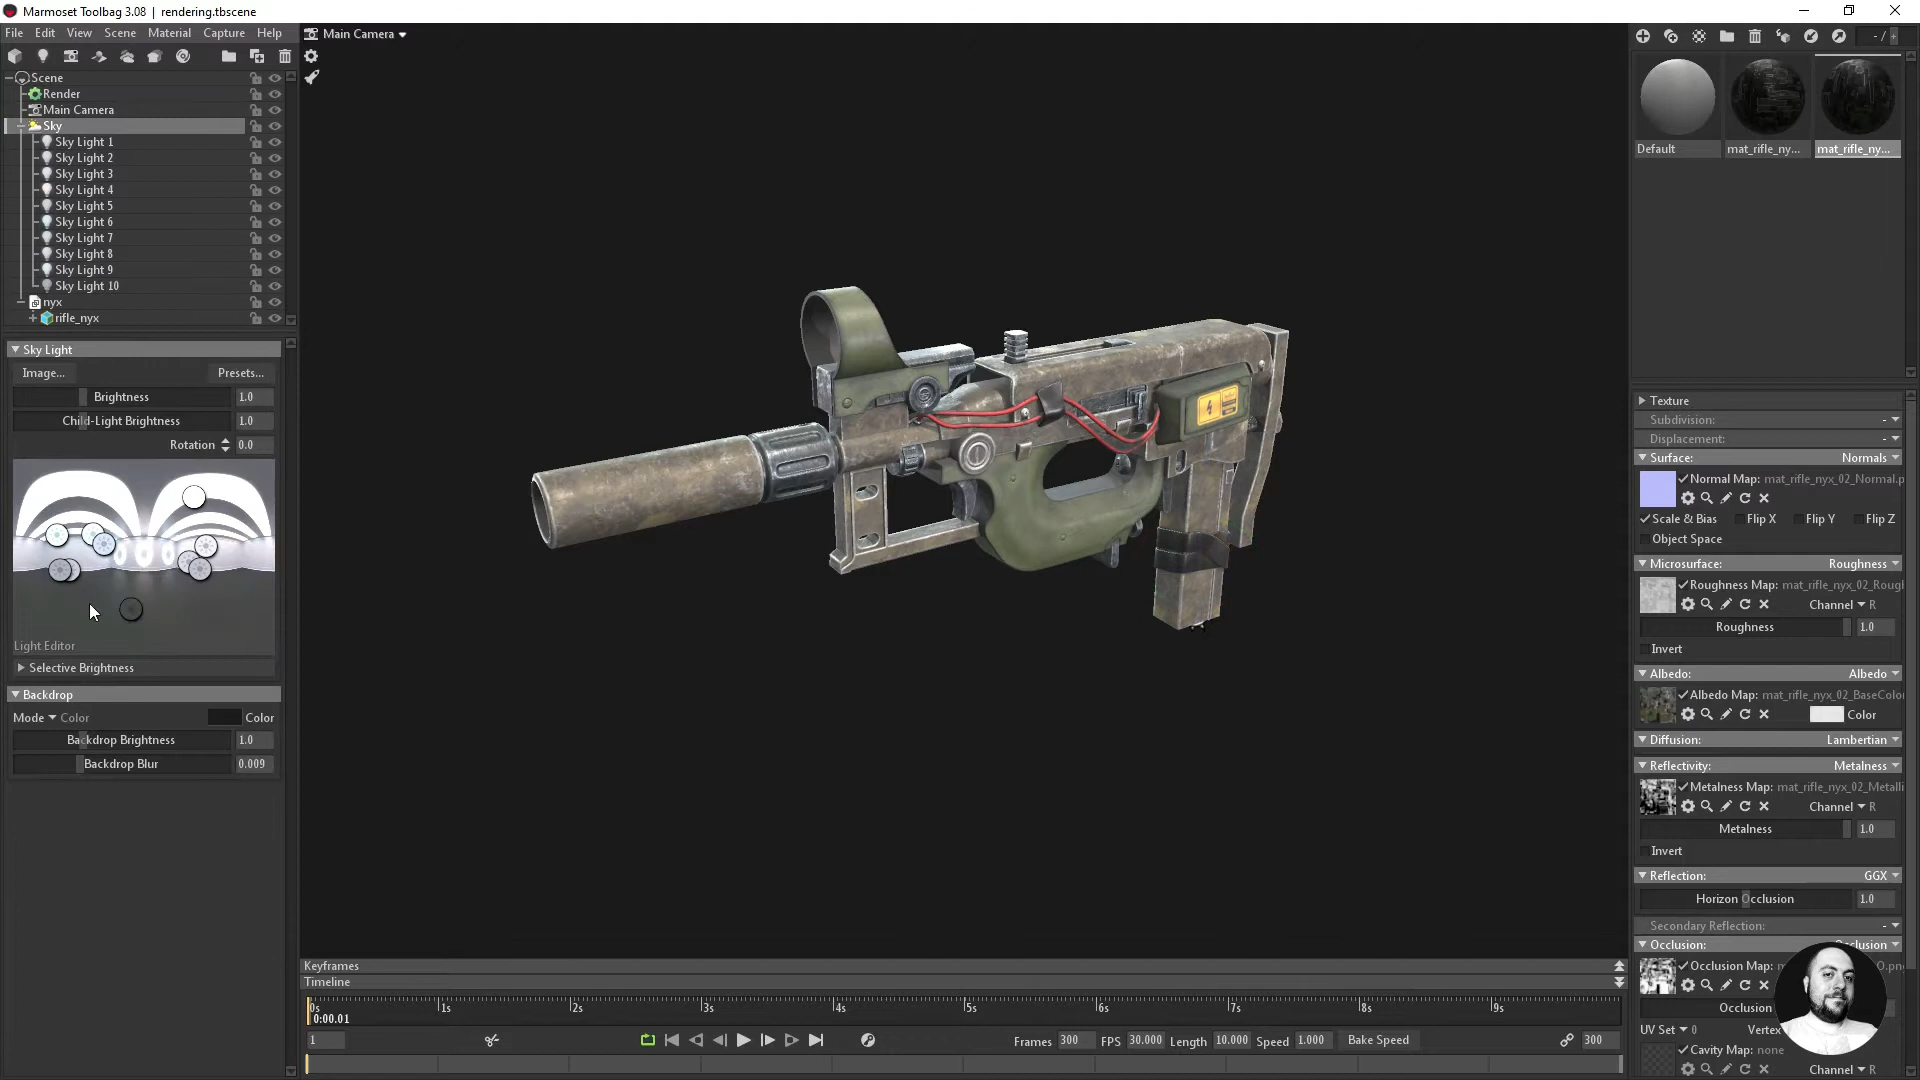 Marmoset Toolbag 3.08 | rendering.tbscene
File Edit View Scene Material Capture Help
Main Camera
- /
Scene
Render
Main Camera
Sky
Sky Light 1
Sky Light 2
Sky Light 3
Sky Light 4
Sky Light 5
Sky Light 6
Sky Light 7
Sky Light 8
Sky Light 9
Sky Light 10
nyx
rifle_nyx
Sky Light
Image... Presets...
Brightness 1.0
Child-Light Brightness 1.0
Rotation 0.0
Light Editor
Selective Brightness
Backdrop
Mode Color Color
Backdrop Brightness 1.0
Backdrop Blur 0.009
Keyframes
Timeline
0s 1s 2s 3s 4s 5s 6s 7s 8s 9s
0:00.01
1 Frames 300 FPS 30.000 Length 10.000 Speed 1.000 Bake Speed 300
Default mat_rifle_ny... mat_rifle_ny...
Texture
Subdivision: -
Displacement: -
Surface: Normals
Normal Map: mat_rifle_nyx_02_Normal.p
Scale & Bias Flip X Flip Y Flip Z
Object Space
Microsurface: Roughness
Roughness Map: mat_rifle_nyx_02_Rough
Channel R
Roughness 1.0
Invert
Albedo: Albedo
Albedo Map: mat_rifle_nyx_02_BaseColor
Color
Diffusion: Lambertian
Reflectivity: Metalness
Metalness Map: mat_rifle_nyx_02_Metalli
Channel R
Metalness 1.0
Invert
Reflection: GGX
Horizon Occlusion 1.0
Secondary Reflection: -
Occlusion: Occlusion
Occlusion Map:
Occlusion
UV Set 0
Cavity Map: none
Channel R